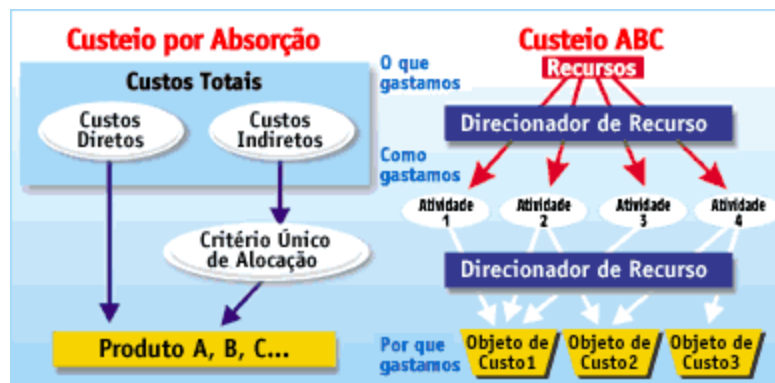 Custeio por Absorção
Custos Totais
Custos
Diretos
Custos
Indiretos
Critério Único
de Alocação
Produto A, B, C...
O que
gastamos
Como
gastamos
Por que
gastamos
Custeio ABC
Recursos
Direcionador de Recurso
Atividade
1
Atividade
2
Atividade
3
Atividade
4
Direcionador de Recurso
Objeto de
Custo1
Objeto de
Custo2
Objeto de
Custo3